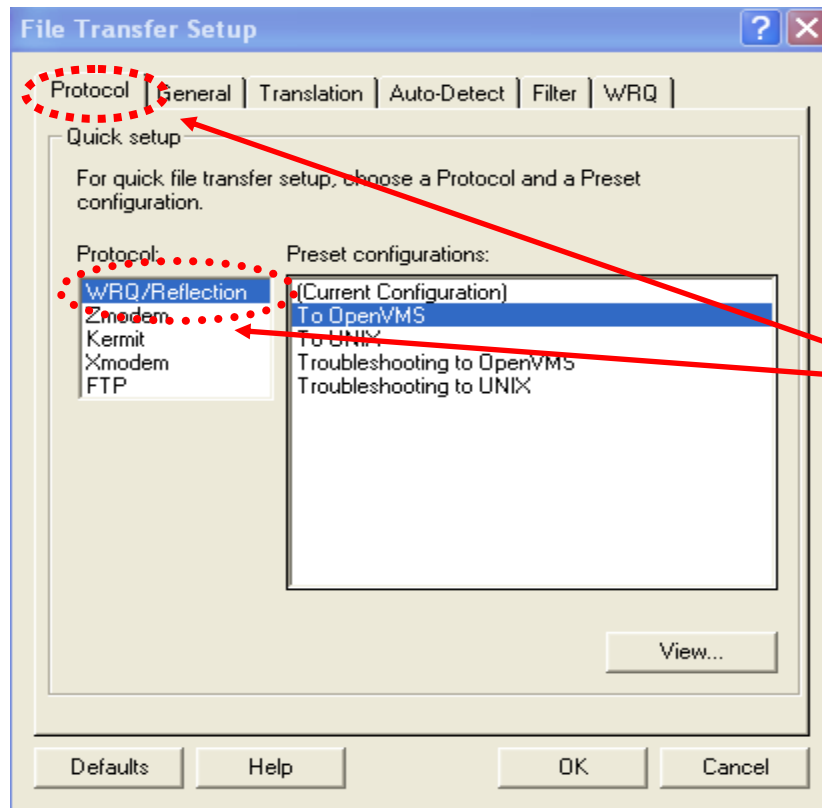 File Transfer Setup
Protocol General Translation Auto-Detect Filter WRQ
Quick setup
For quick file transfer setup, choose a Protocol and a Preset
configuration.
Protocol:
WRQ/Reflection
Zmodem
Kermit
Xmodem
FTP
Preset configurations:
(Current Configuration)
To OpenVMS
To UNIX
Troubleshooting to OpenVMS
Troubleshooting to UNIX
View...
Defaults Help OK Cancel